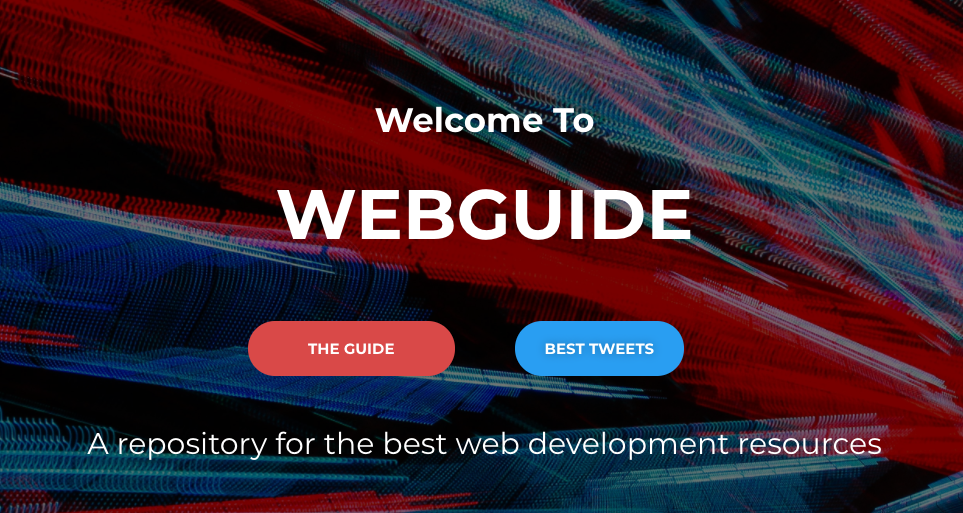 Welcome To
WEBGUIDE
THE GUIDE
BEST TWEETS
A repository for the best web development resources